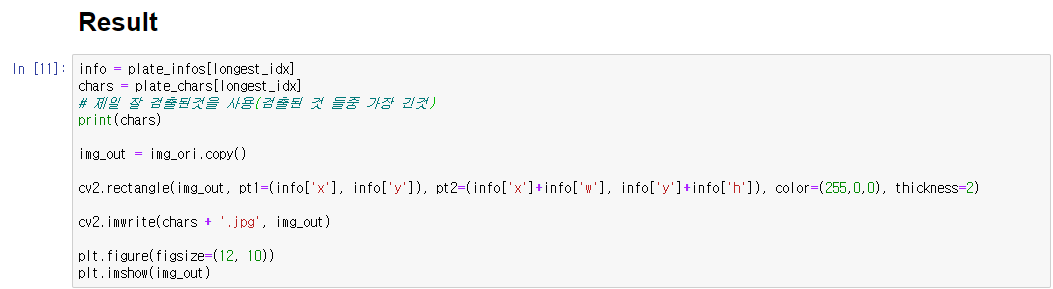 Result
In [11]:
info = plate_infos[longest_idx]
chars = plate_chars[longest_idx]
# 제일 잘 검출된것을 사용(검출된 것 들중 가장 긴것)
print(chars)
img_out = img_ori.copy()
cv2.rectangle(img_out, pt1=(info['x'], info['y']), pt2=(info['x']+info['w'], info['y']+info['h']), color=(255,0,0), thickness=2)
cv2.imwrite(chars + '.jpg', img_out)
plt.figure(figsize=(12, 10))
plt.imshow(img_out)